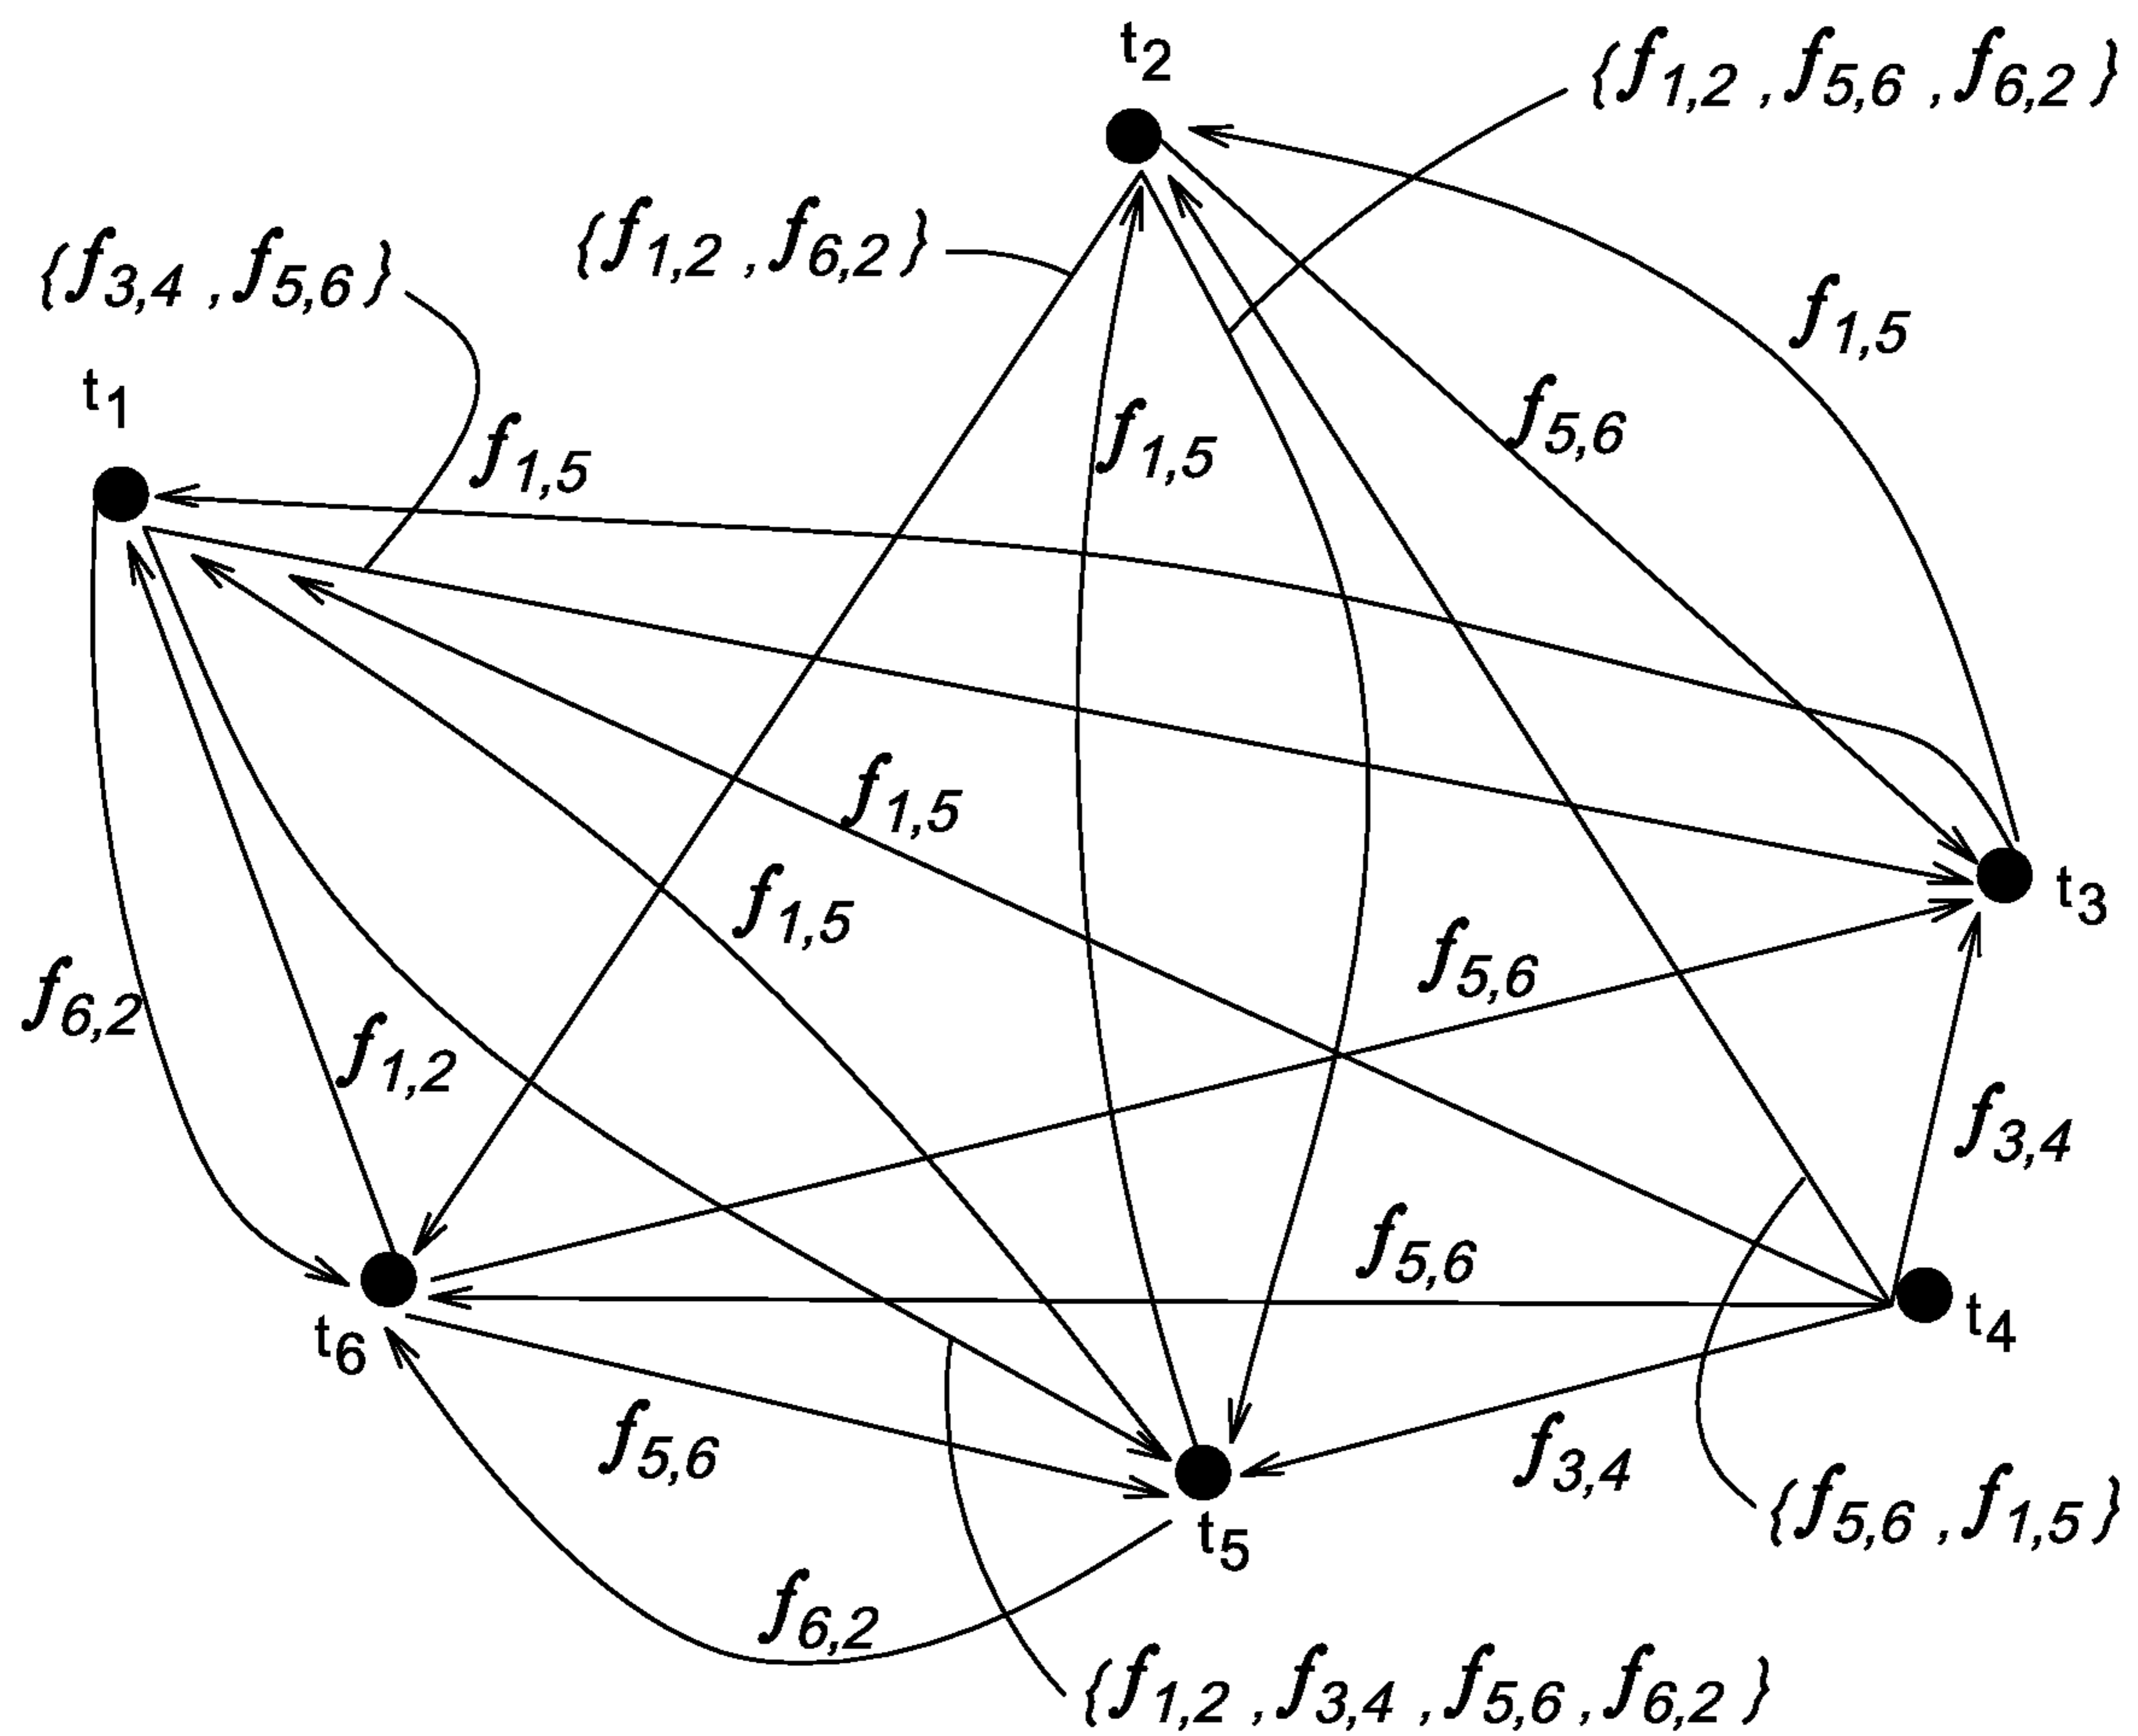 t2
{f1,2 ,f5,6 ,f6,2 }
{f1,2 ,f6,2 }
{f3,4 ,f5,6 }
f1,5
t1
f5,6
f1,5
f1,5
f1,5
f1,5
t3
f5,6
f6,2
f1,2
f3,4
f5,6
t4
t6
f5,6
f3,4
{f5,6 ,f1,5 }
t5
f6,2
{f1,2 ,f3,4 ,f5,6 ,f6,2 }